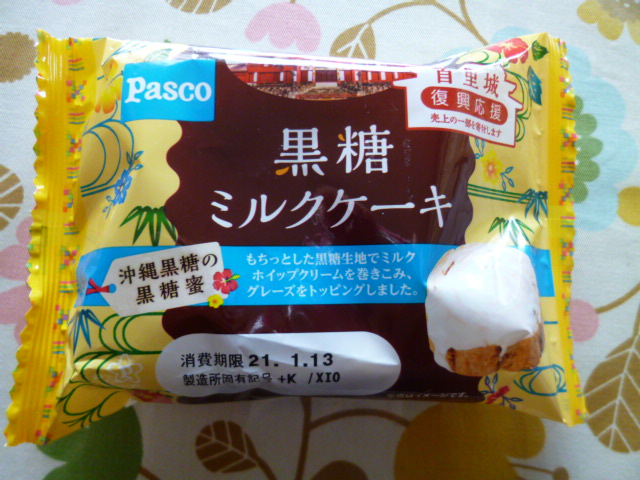 Pasco
首里城
復興応援
売上の一部を寄付します
黒糖
ミルクケーキ
沖縄黒糖の
黒糖蜜
もちっとした黒糖生地でミルク
ホイップクリームを巻きこみ、
グレーズをトッピングしました。
消費期限 21. 1.13
製造所固有記号 +K /XIO